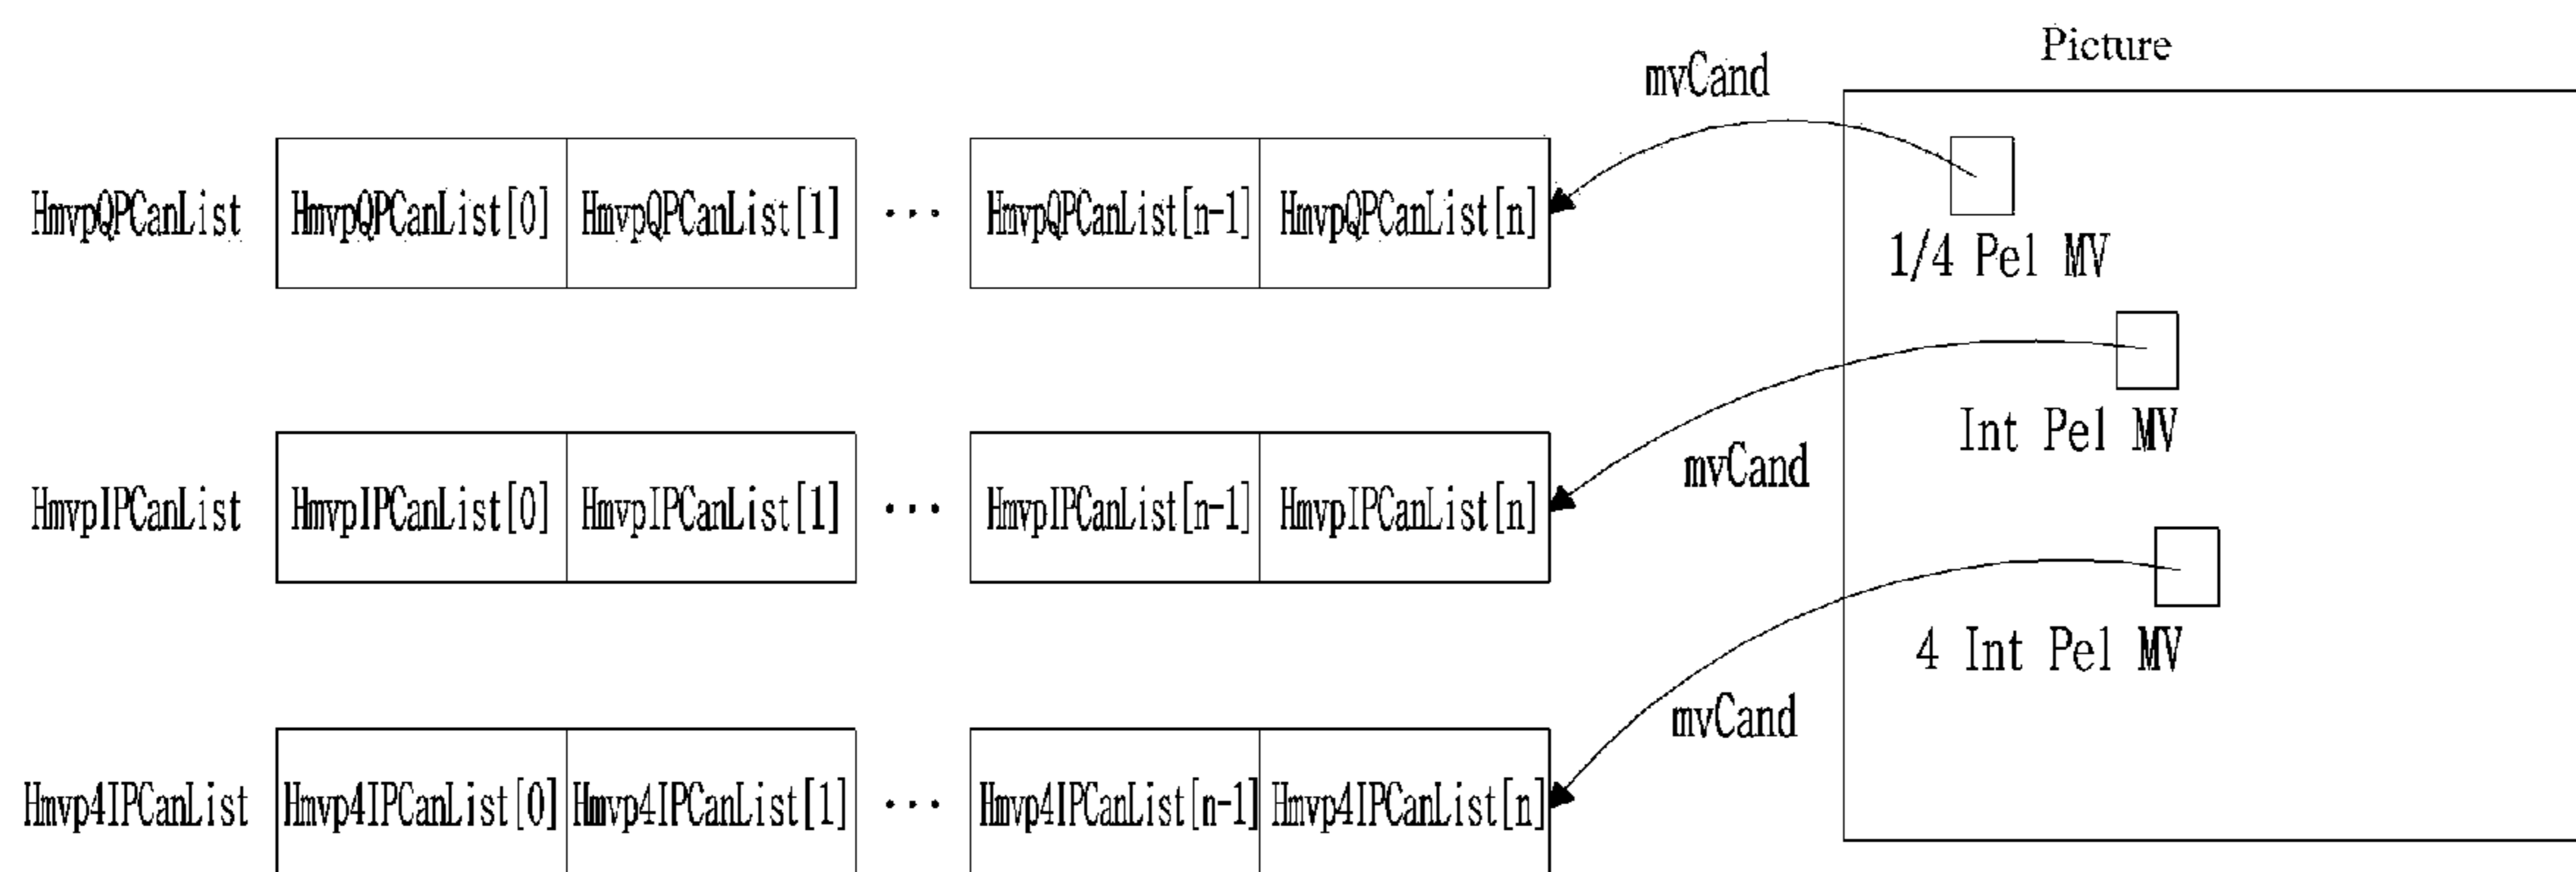 Picture
mvCand
HmvpQPCanList HmvpQPCanList[0] HmvpQPCanList[1] ··· HmvpQPCanList[n-1] HmvpQPCanList[n]
1/4 Pel MV
Int Pel MV
mvCand
HmvpIPCanList HmvpIPCanList[0] HmvpIPCanList[1] ··· HmvpIPCanList[n-1] HmvpIPCanList[n]
4 Int Pel MV
mvCand
Hmvp4IPCanList Hmvp4IPCanList[0] Hmvp4IPCanList[1] ··· Hmvp4IPCanList[n-1] Hmvp4IPCanList[n]